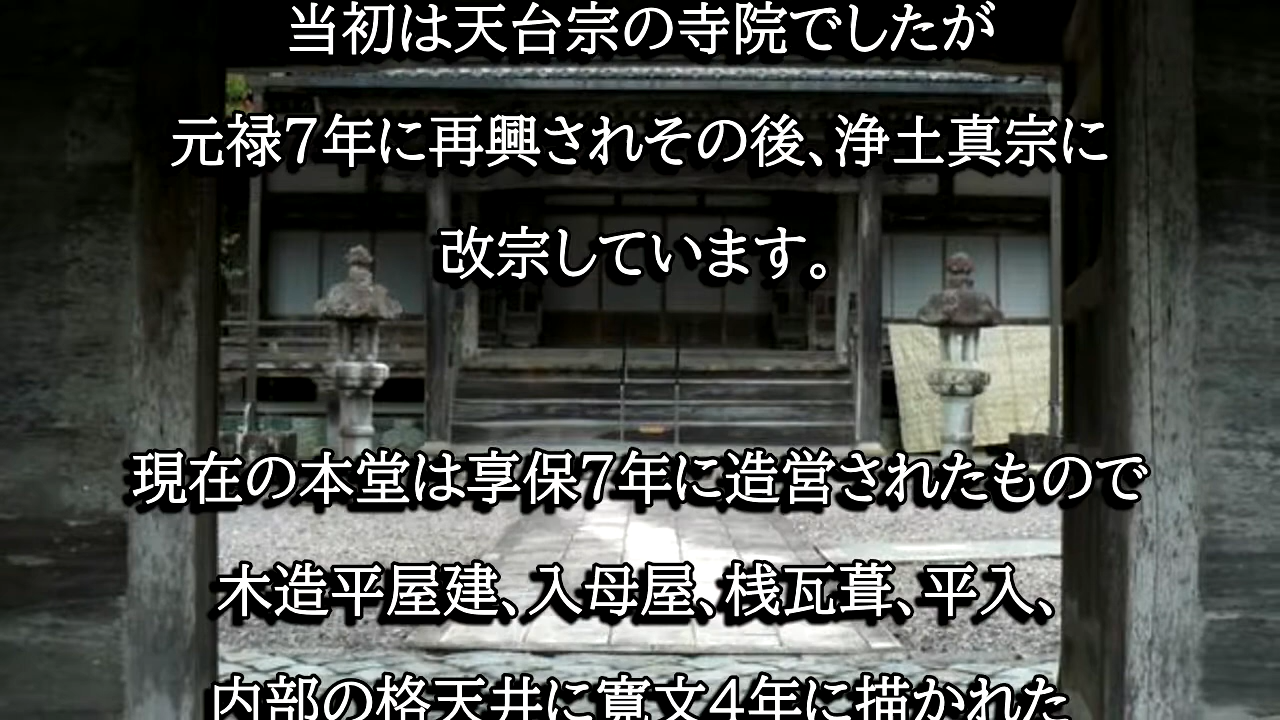 当初は天台宗の寺院でしたが
元禄7年に再興されその後、浄土真宗に
改宗しています。
現在の本堂は享保7年に造営されたもので
木造平屋建、入母屋、桟瓦葺、平入、
内部の格天井に寛文4年に描かれた